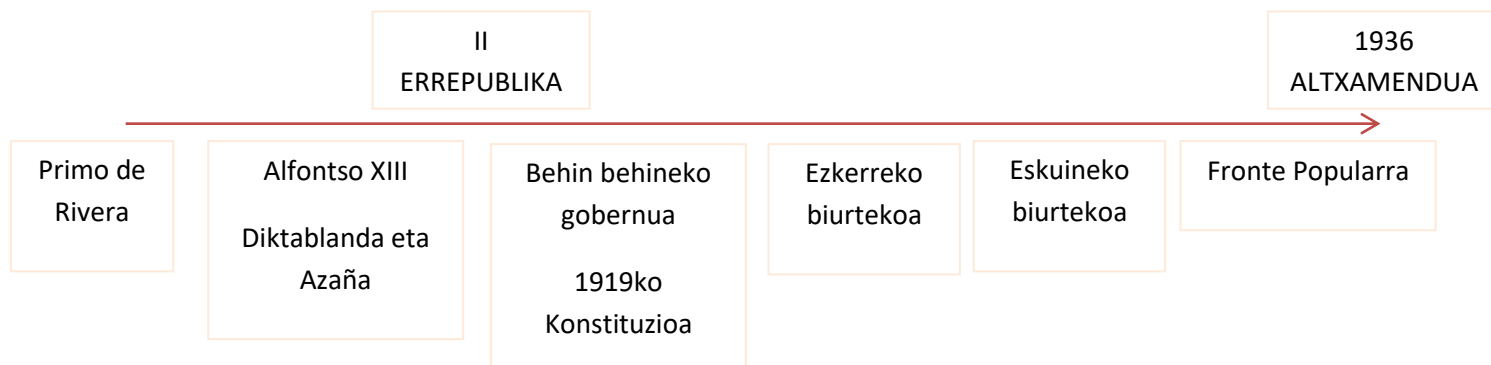 II
ERREPUBLIKA
1936
ALTXAMENDUA
Primo de
Rivera
Alfontso XIII
Diktablanda eta
Azaña
Behin behineko
gobernua
1919ko
Konstituzioa
Ezkerreko
biurtekoa
Eskuineko
biurtekoa
Fronte Popularra